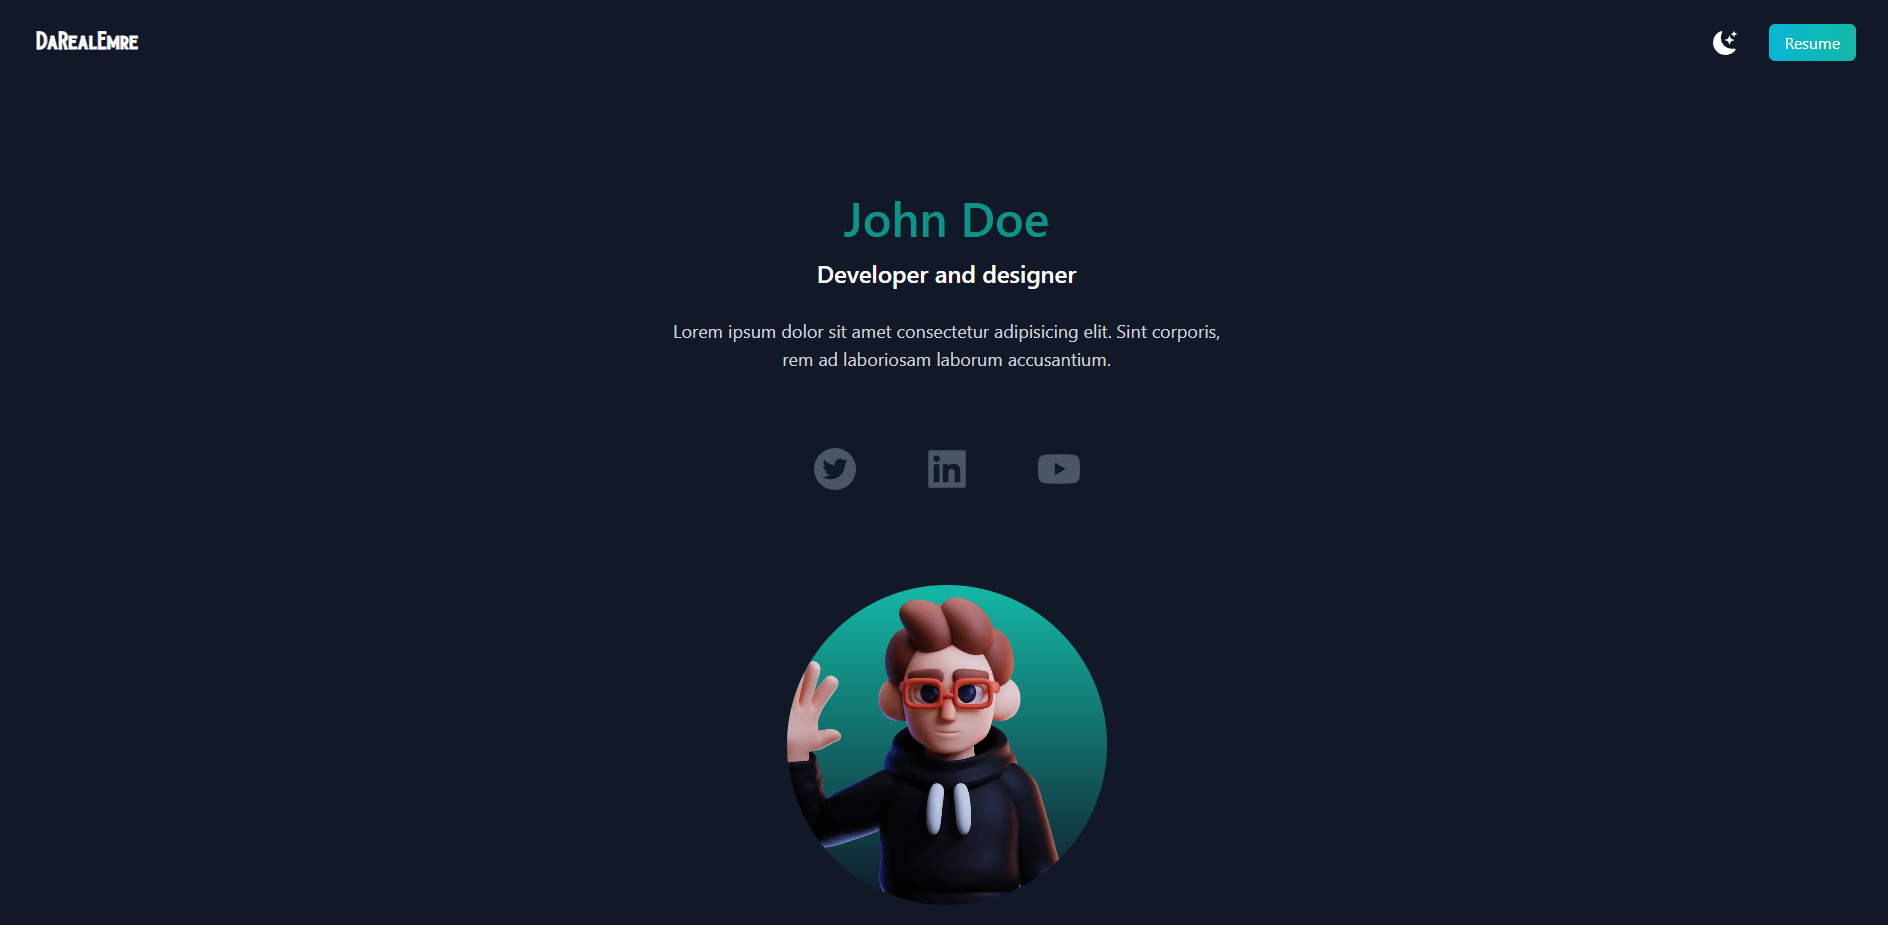 DaRealEmre
Resume
John Doe
Developer and designer
Lorem ipsum dolor sit amet consectetur adipisicing elit. Sint corporis,
rem ad laboriosam laborum accusantium.
in